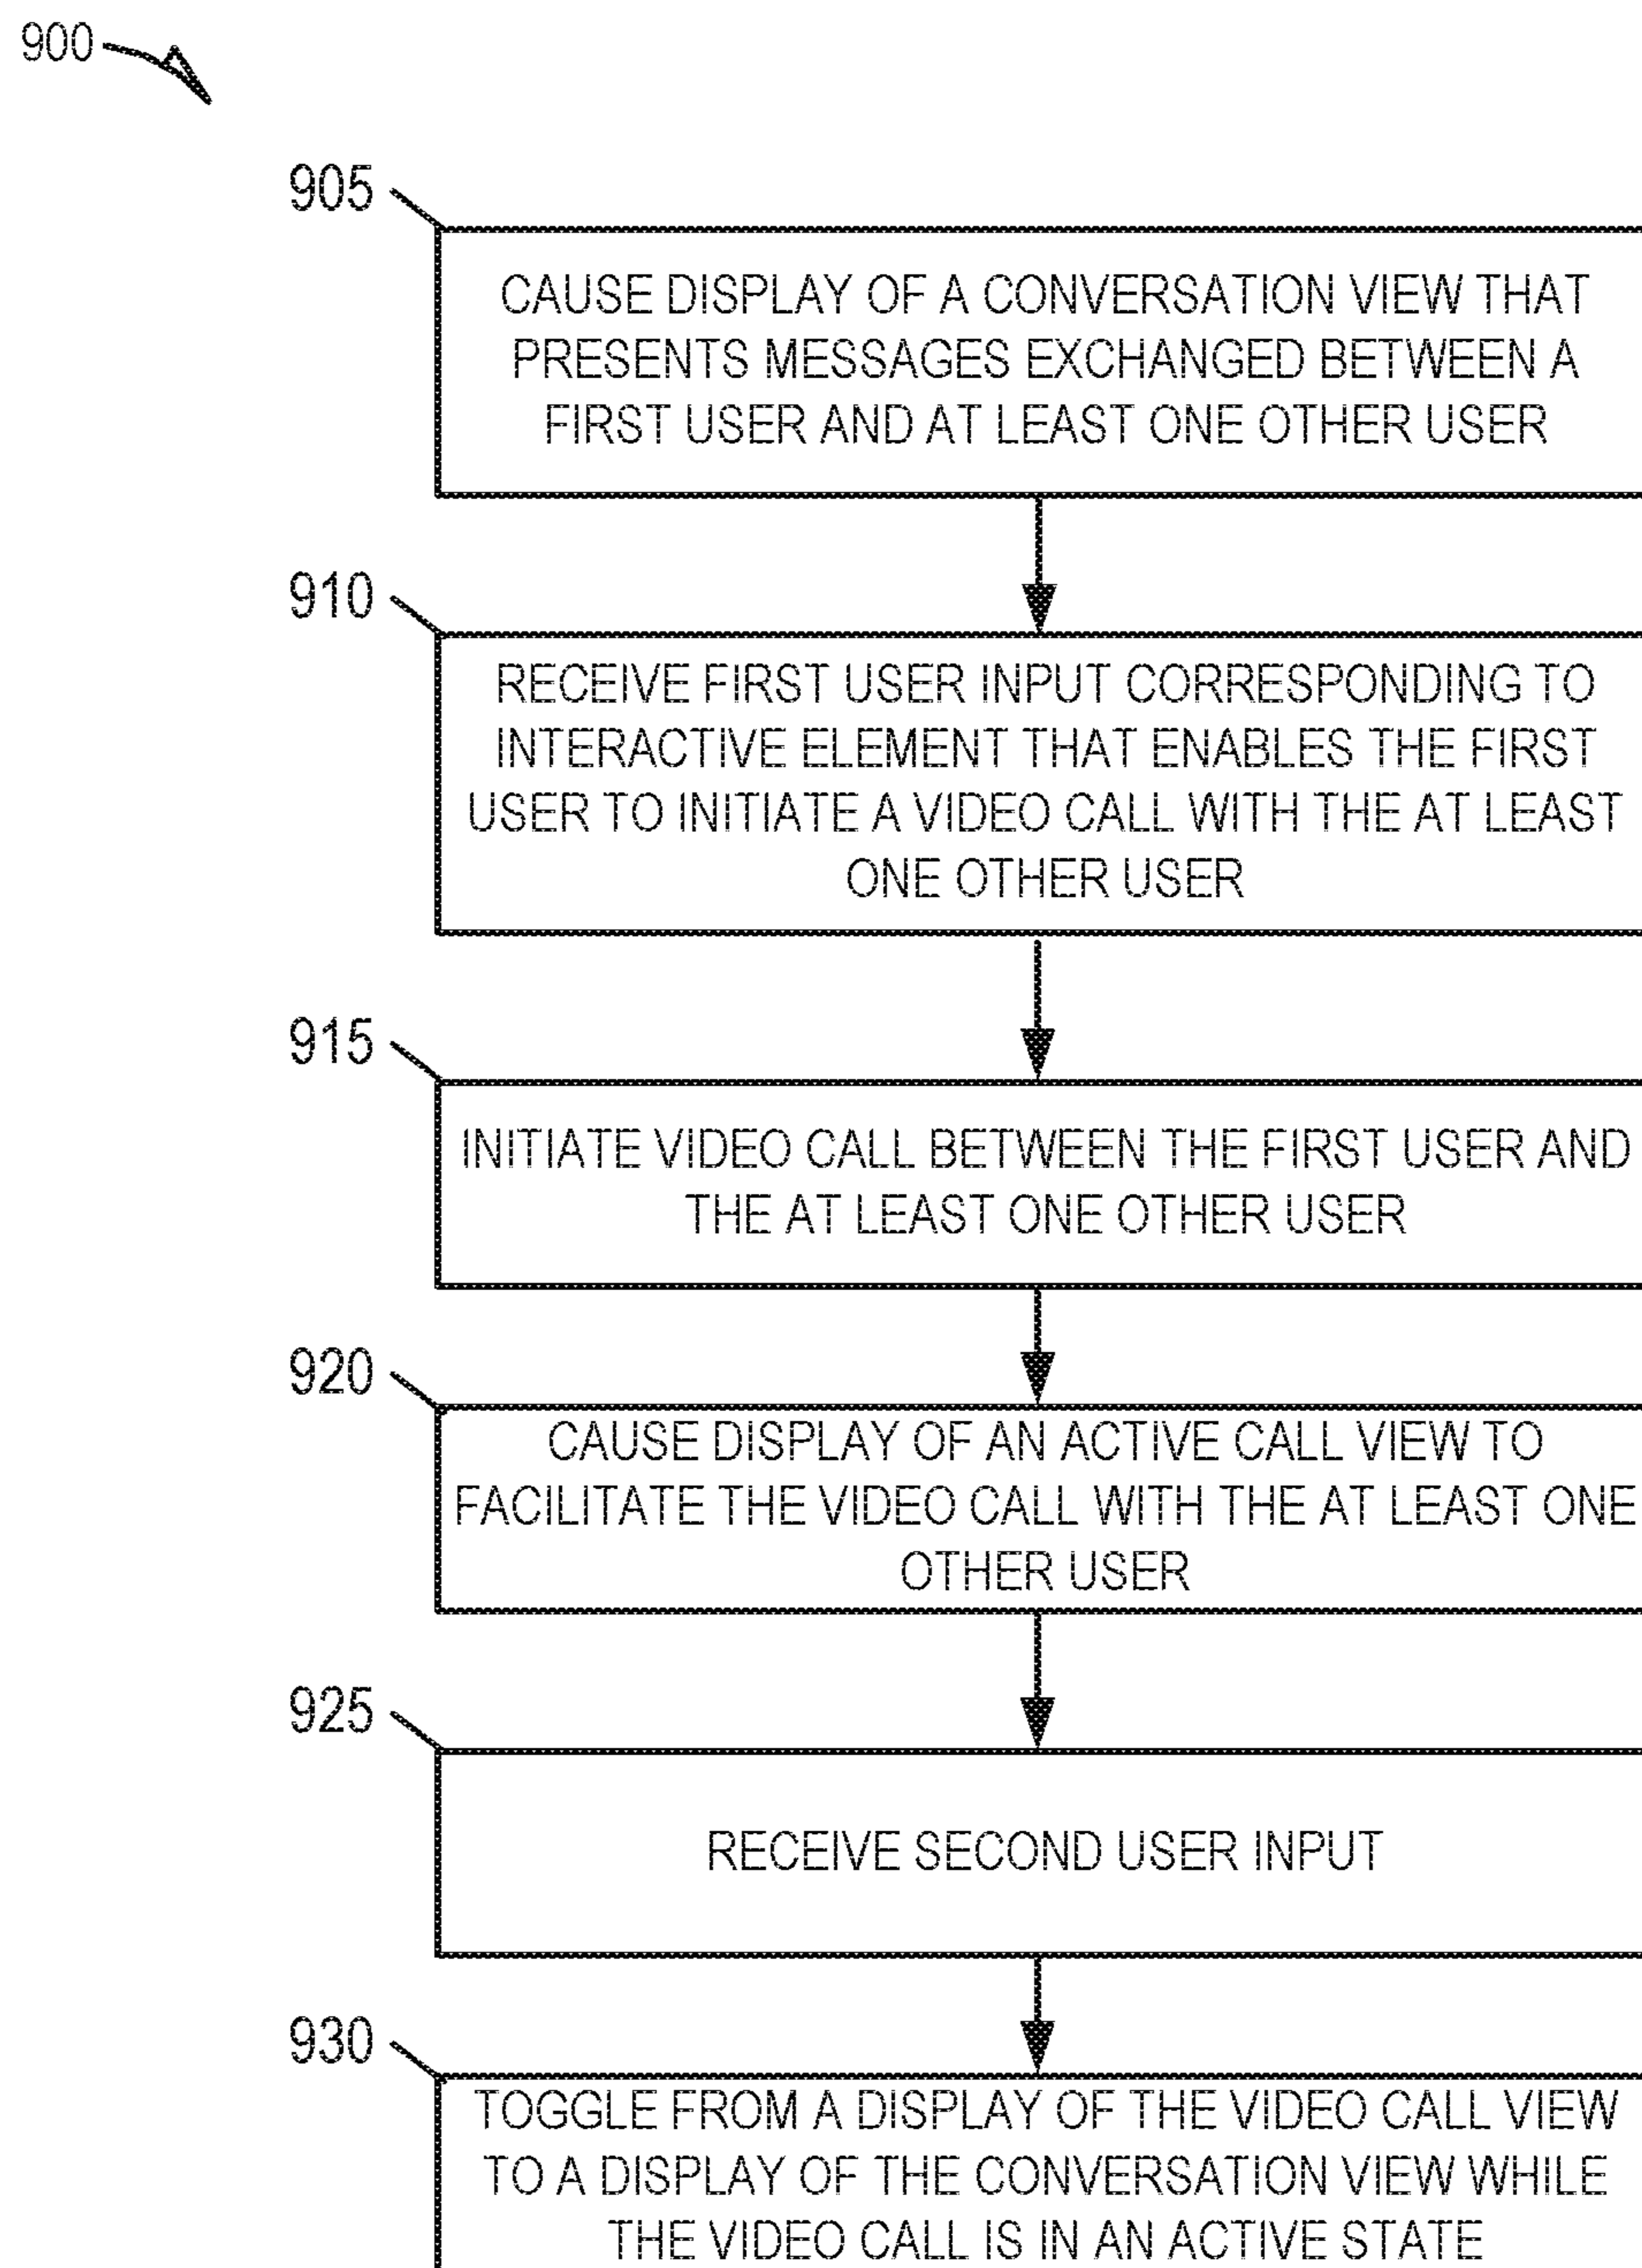 900
905
CAUSE DISPLAY OF A CONVERSATION VIEW THAT
PRESENTS MESSAGES EXCHANGED BETWEEN A
FIRST USER AND AT LEAST ONE OTHER USER
910
RECEIVE FIRST USER INPUT CORRESPONDING TO
INTERACTIVE ELEMENT THAT ENABLES THE FIRST
USER TO INITIATE A VIDEO CALL WITH THE AT LEAST
ONE OTHER USER
915
INITIATE VIDEO CALL BETWEEN THE FIRST USER AND
THE AT LEAST ONE OTHER USER
920
CAUSE DISPLAY OF AN ACTIVE CALL VIEW TO
FACILITATE THE VIDEO CALL WITH THE AT LEAST ONE
OTHER USER
925
RECEIVE SECOND USER INPUT
930
TOGGLE FROM A DISPLAY OF THE VIDEO CALL VIEW
TO A DISPLAY OF THE CONVERSATION VIEW WHILE
THE VIDEO CALL IS IN AN ACTIVE STATE